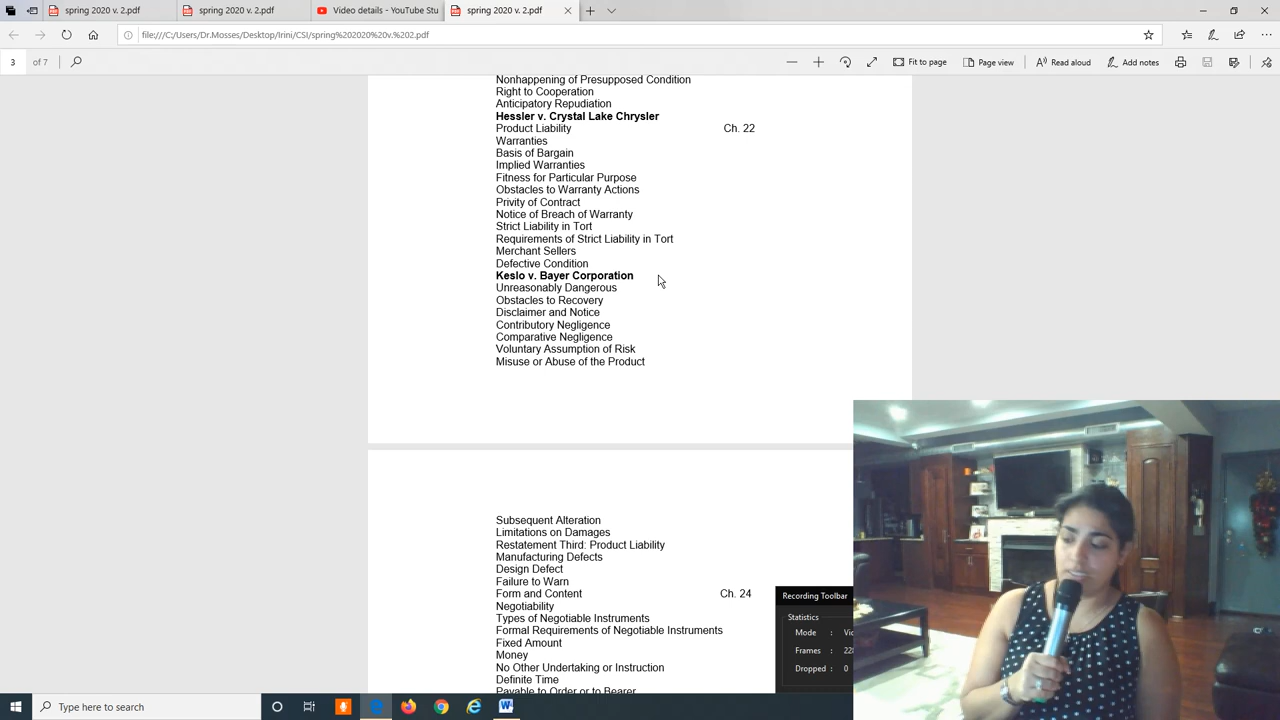 spring 2020 v. 2.pdf
spring 2020 v. 2.pdf
Video details - YouTube Stu
spring 2020 v. 2.pdf
file:///C:/Users/Dr.Mosses/Desktop/Irini/CSI/spring%202020%20v.%202.pdf
3 of 7
Fit to page
Page view
Read aloud
Add notes
Nonhappening of Presupposed Condition
Right to Cooperation
Anticipatory Repudiation
Hessler v. Crystal Lake Chrysler
Product Liability Ch. 22
Warranties
Basis of Bargain
Implied Warranties
Fitness for Particular Purpose
Obstacles to Warranty Actions
Privity of Contract
Notice of Breach of Warranty
Strict Liability in Tort
Requirements of Strict Liability in Tort
Merchant Sellers
Defective Condition
Keslo v. Bayer Corporation
Unreasonably Dangerous
Obstacles to Recovery
Disclaimer and Notice
Contributory Negligence
Comparative Negligence
Voluntary Assumption of Risk
Misuse or Abuse of the Product
Subsequent Alteration
Limitations on Damages
Restatement Third: Product Liability
Manufacturing Defects
Design Defect
Failure to Warn
Form and Content Ch. 24
Negotiability
Types of Negotiable Instruments
Formal Requirements of Negotiable Instruments
Fixed Amount
Money
No Other Undertaking or Instruction
Definite Time
Payable to Order or to Bearer
Recording Toolbar
Statistics
Mode :
Frames :
Dropped : 0
Type here to search